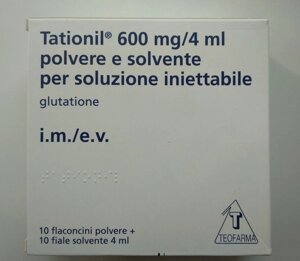 Tationil® 600 mg/4 ml
polvere e solvente
per soluzione iniettabile
glutatione
i.m./e.v.
10 flaconcini polvere +
10 fiale solvente 4 ml
T
TEOFARMA